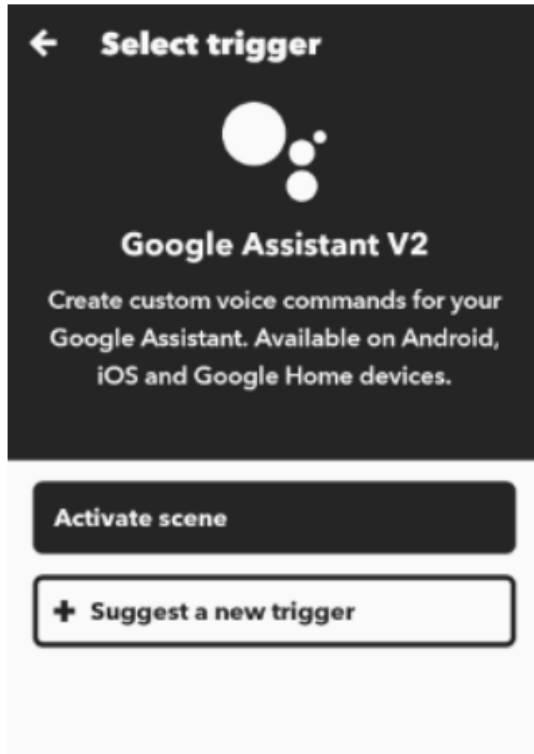 Select trigger
Google Assistant V2
Create custom voice commands for your
Google Assistant. Available on Android,
iOS and Google Home devices.
Activate scene
+ Suggest a new trigger